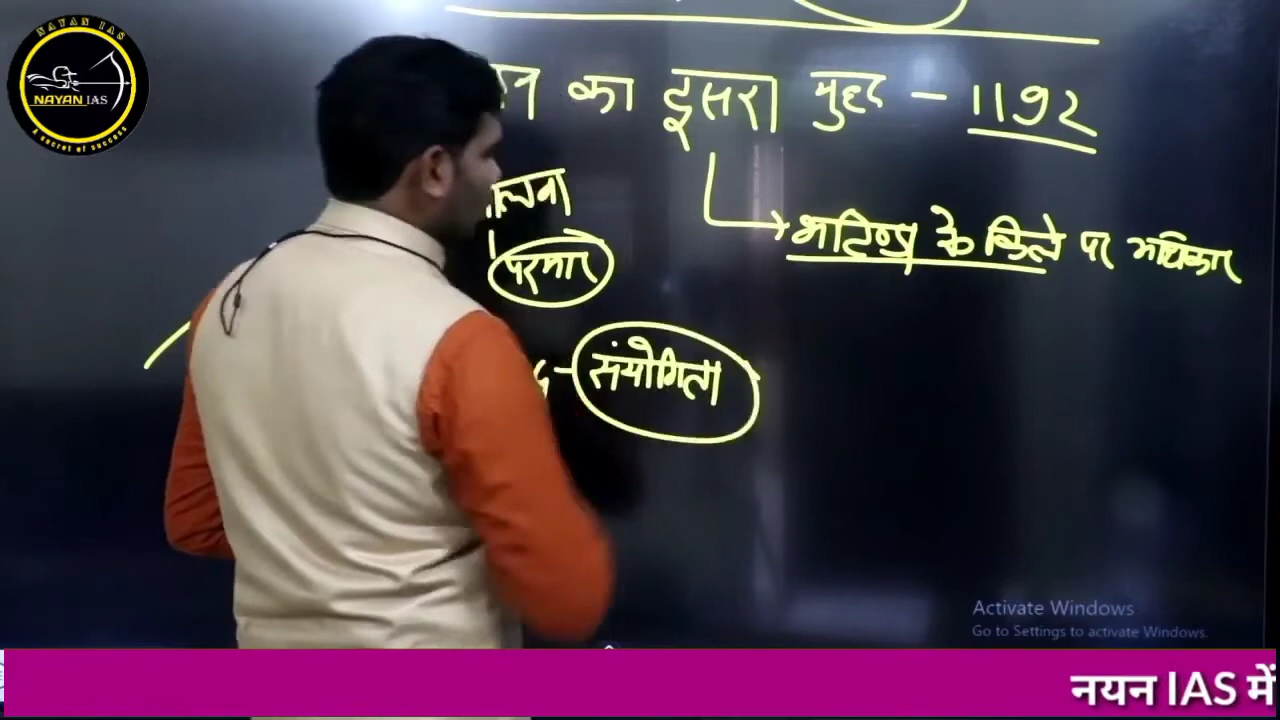 NAYAN IAS
NAYAN IAS
A secret of success
का दूसरा युद्ध - 1192
परमार
संयोगिता
के किले पर अधिकार
Activate Windows
Go to Settings to activate Windows.
नयन IAS में